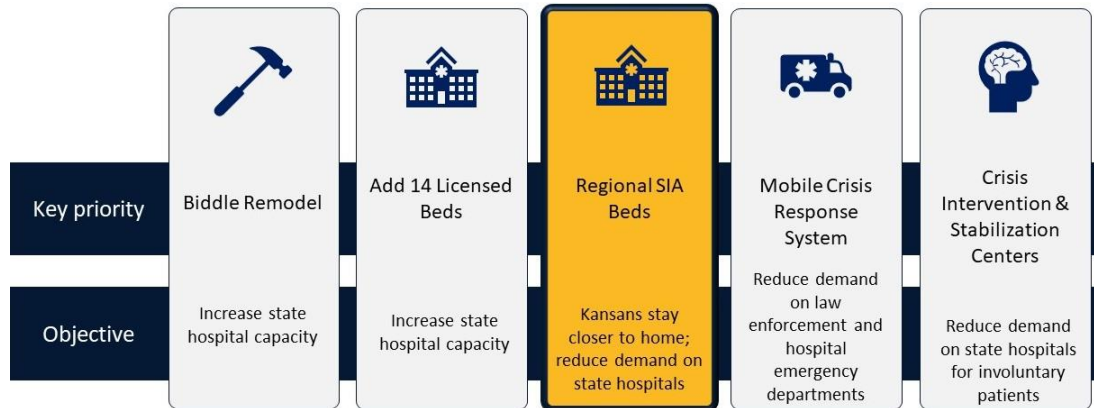 Key priority
Biddle Remodel
Add 14 Licensed
Beds
Regional SIA
Beds
Mobile Crisis
Response
System
Crisis
Intervention &
Stabilization
Centers
Objective
Increase state
hospital capacity
Increase state
hospital capacity
Kansans stay
closer to home;
reduce demand on
state hospitals
Reduce demand
on law
enforcement and
hospital
emergency
departments
Reduce demand
on state hospitals
for involuntary
patients